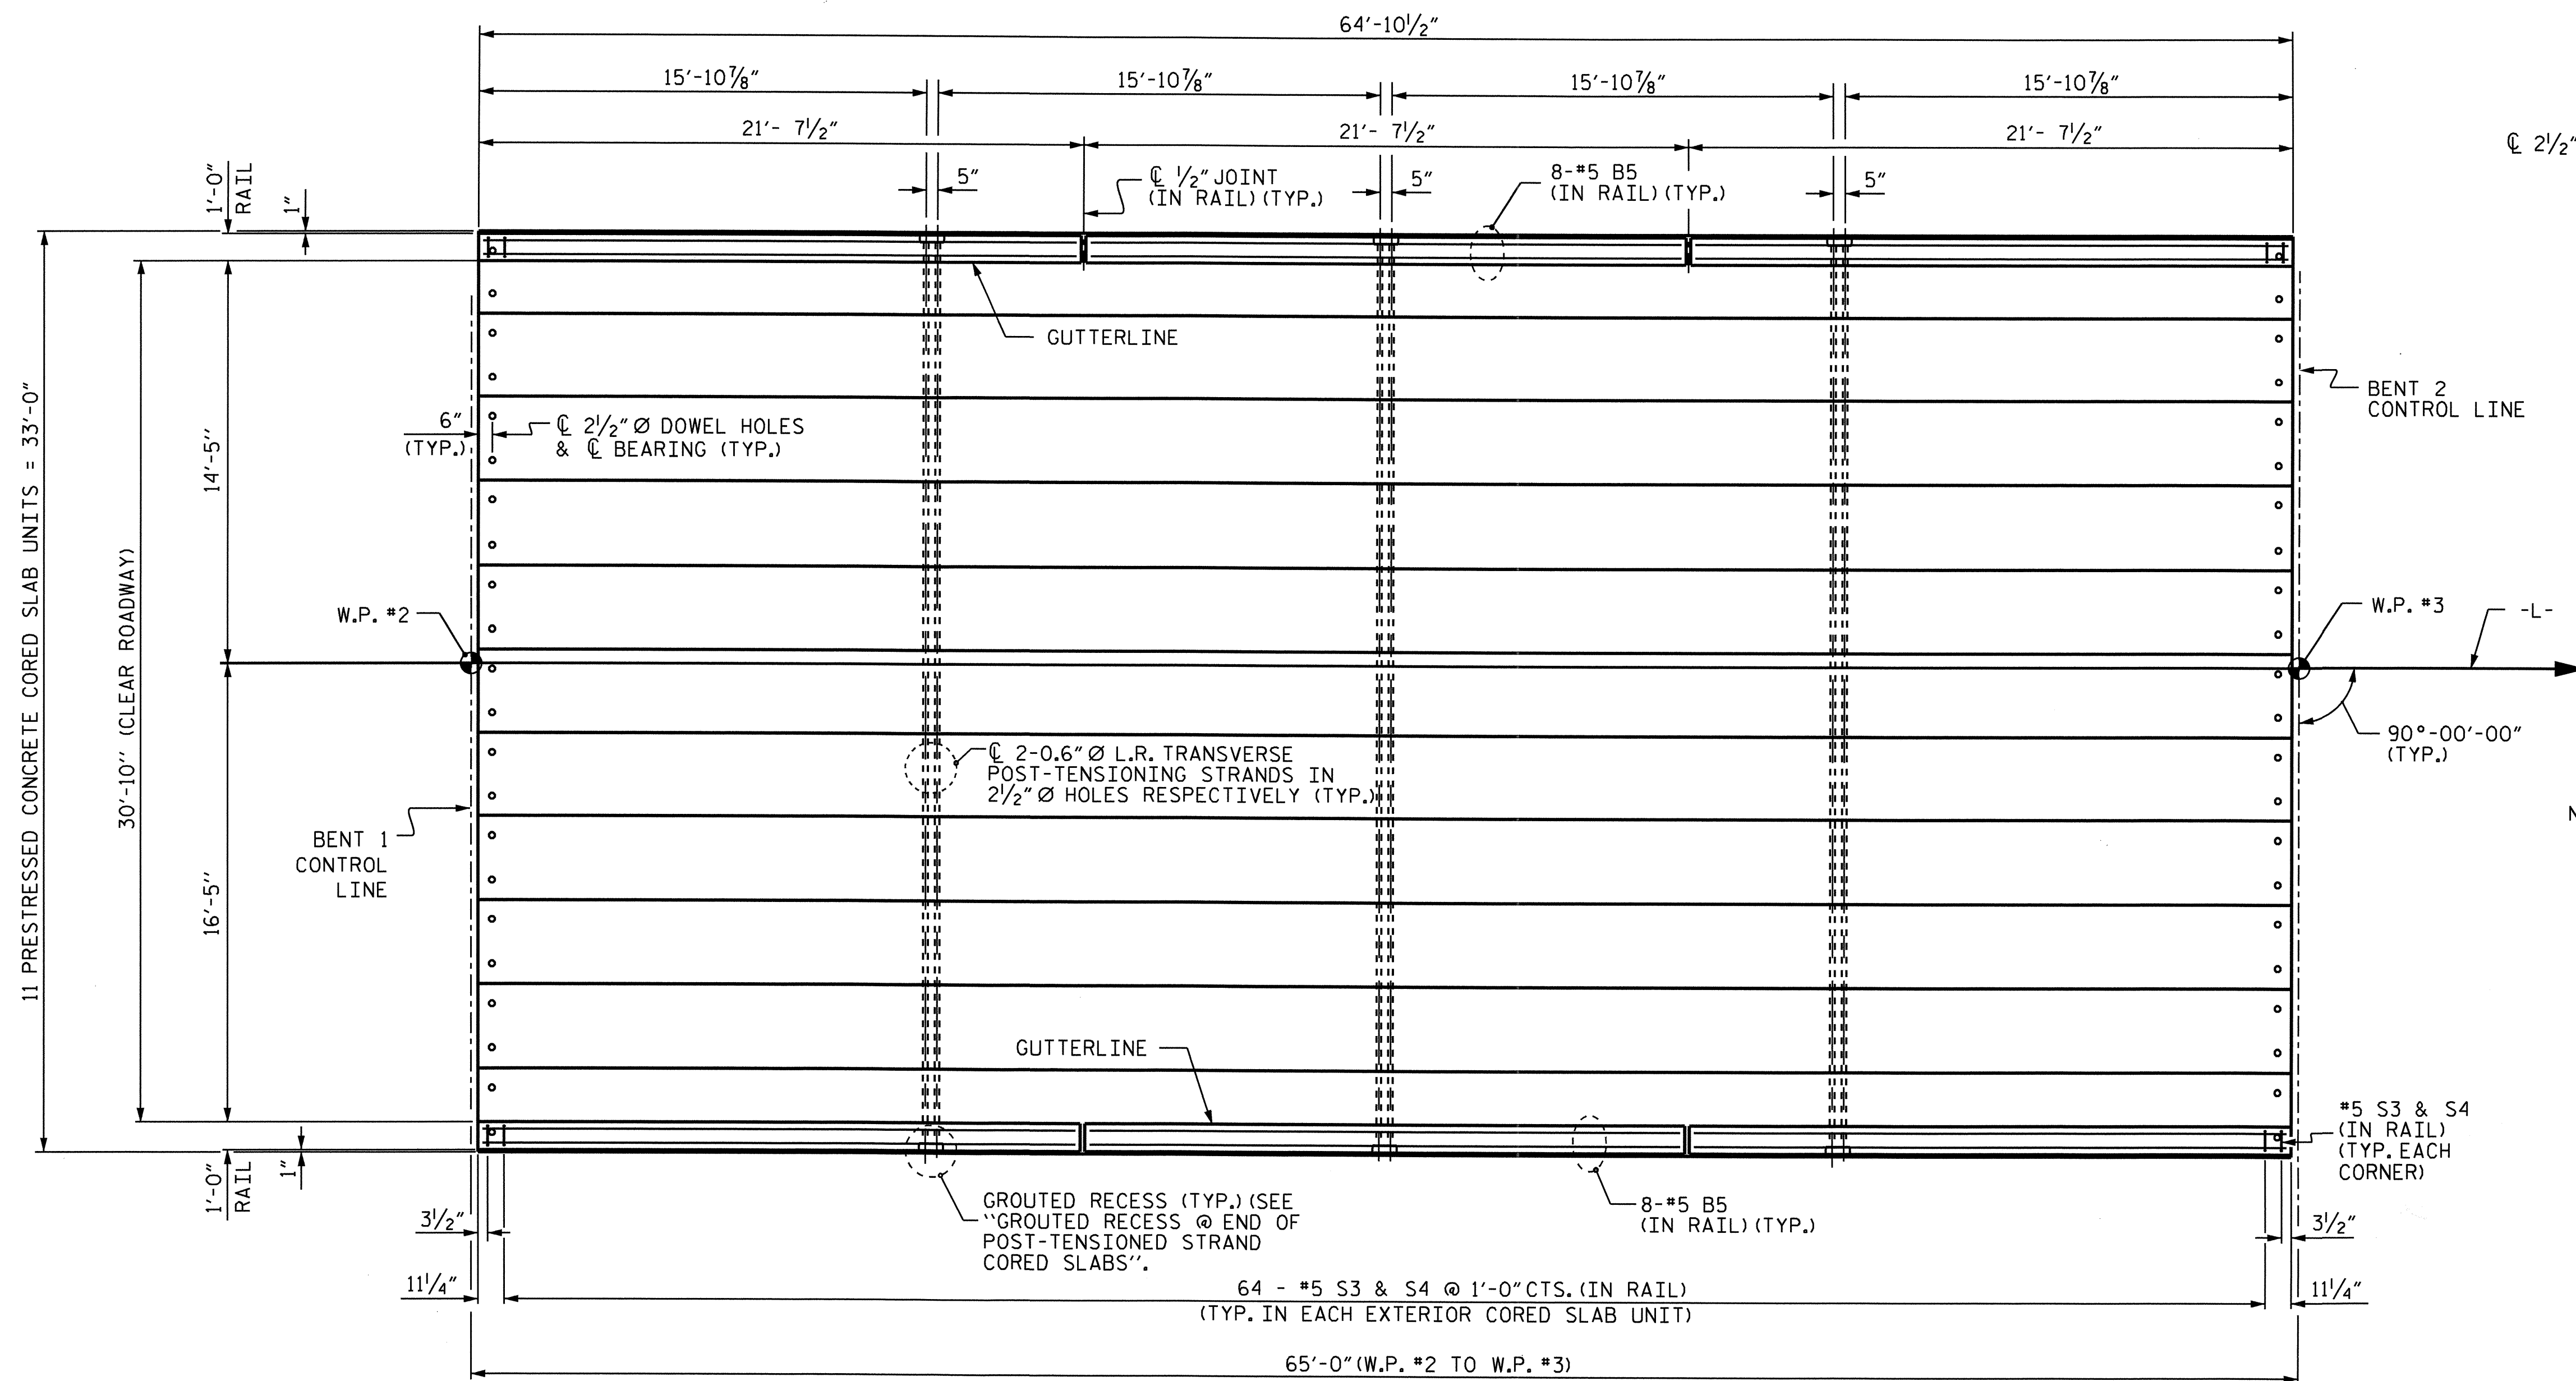 64'-10½"
15'-10⅞"
15'-10⅞"
15'-10⅞"
15'-10⅞"
21'- 7½"
21'- 7½"
21'- 7½"
℄ 2½"
1'-0"
RAIL
1"
5"
℄ ½" JOINT
(IN RAIL) (TYP.)
5"
8-#5 B5
(IN RAIL) (TYP.)
5"
GUTTERLINE
BENT 2
CONTROL LINE
6"
(TYP.)
℄ 2½" Ø DOWEL HOLES
& ℄ BEARING (TYP.)
11 PRESTRESSED CONCRETE CORED SLAB UNITS = 33'-0"
30'-10" (CLEAR ROADWAY)
14'-5"
W.P. #2
W.P. #3
-L-
90°-00'-00"
(TYP.)
℄ 2-0.6" Ø L.R. TRANSVERSE
POST-TENSIONING STRANDS IN
2½" Ø HOLES RESPECTIVELY (TYP.)
N
BENT 1
CONTROL
LINE
16'-5"
GUTTERLINE
#5 S3 & S4
(IN RAIL)
(TYP. EACH
CORNER)
1'-0"
RAIL
1"
3½"
GROUTED RECESS (TYP.) (SEE
"GROUTED RECESS @ END OF
POST-TENSIONED STRAND
CORED SLABS".
8-#5 B5
(IN RAIL) (TYP.)
3½"
11¼"
64 - #5 S3 & S4 @ 1'-0" CTS. (IN RAIL)
(TYP. IN EACH EXTERIOR CORED SLAB UNIT)
11¼"
65'-0" (W.P. #2 TO W.P. #3)